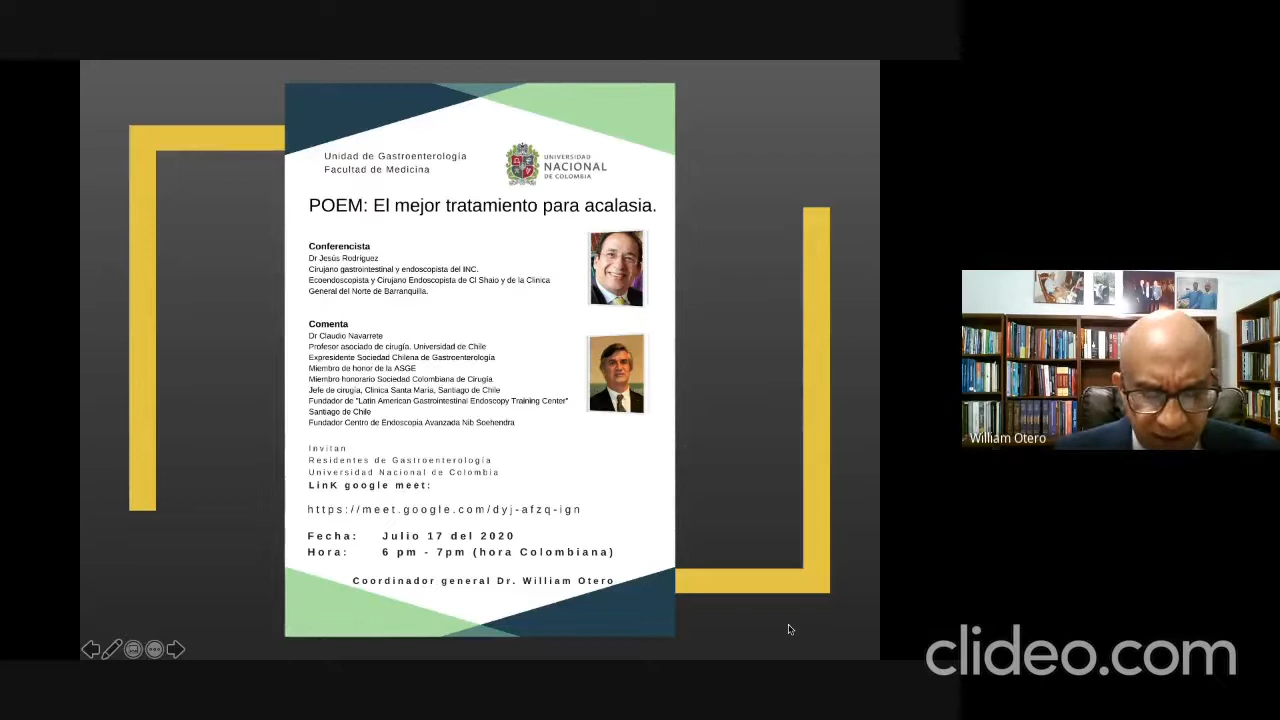 Unidad de Gastroenterología
Facultad de Medicina
UNIVERSIDAD
NACIONAL
DE COLOMBIA
POEM: El mejor tratamiento para acalasia.
Conferencista
Dr Jesús Rodríguez
Cirujano gastrointestinal y endoscopista del INC.
Ecoendoscopista y Cirujano Endoscopista de Cl Shaio y de la Clinica
General del Norte de Barranquilla.
Comenta
Dr Claudio Navarrete
Profesor asociado de cirugía. Universidad de Chile
Expresidente Sociedad Chilena de Gastroenterología
Miembro de honor de la ASGE
Miembro honorario Sociedad Colombiana de Cirugía
Jefe de cirugía, Clínica Santa María, Santiago de Chile
Fundador de "Latin American Gastrointestinal Endoscopy Training Center"
Santiago de Chile
Fundador Centro de Endoscopia Avanzada Nib Soehendra
Invitan
Residentes de Gastroenterología
Universidad Nacional de Colombia
LinK google meet:
https://meet.google.com/dyj-afzq-ign
Fecha: Julio 17 del 2020
Hora: 6 pm - 7pm (hora Colombiana)
Coordinador general Dr. William Otero
William Otero
clideo.com